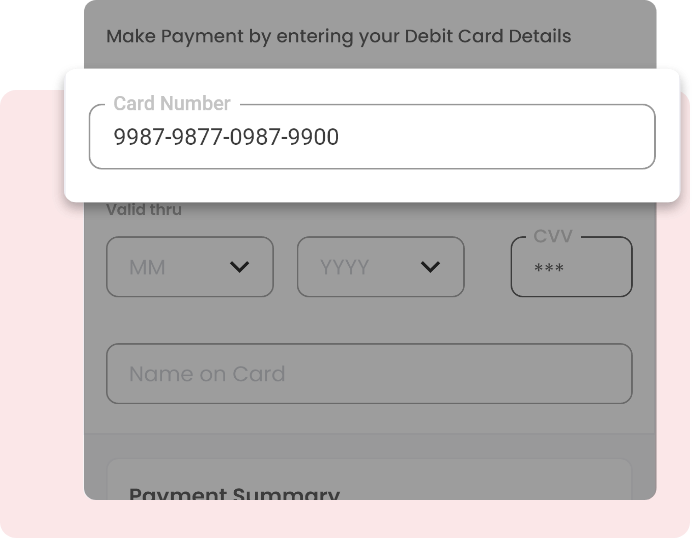 Make Payment by entering your Debit Card Details
Card Number
9987-9877-0987-9900
Valid thru
CVV
MM
YYYY
***
Name on Card
Payment Summary